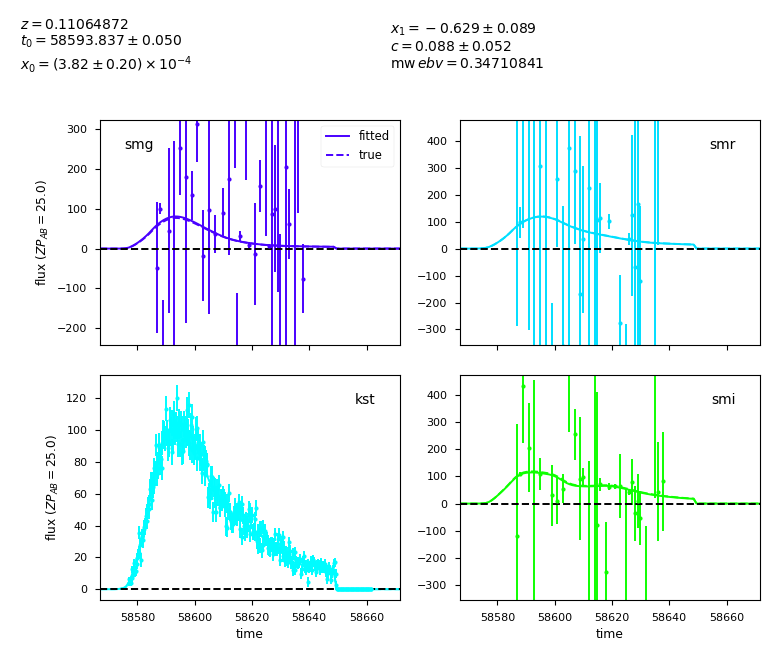 z = 0.11064872
t₀ = 58593.837 ± 0.050
x₀ = (3.82 ± 0.20) × 10⁻⁴
x₁ = −0.629 ± 0.089
c = 0.088 ± 0.052
mw ebv = 0.34710841
300
200
100
0
−100
−200
flux (ZP_AB = 25.0)
smg
fitted
true
400
300
200
100
0
−100
−200
−300
smr
120
100
80
60
40
20
0
flux (ZP_AB = 25.0)
kst
58580 58600 58620 58640 58660
time
400
300
200
100
0
−100
−200
−300
smi
58580 58600 58620 58640 58660
time